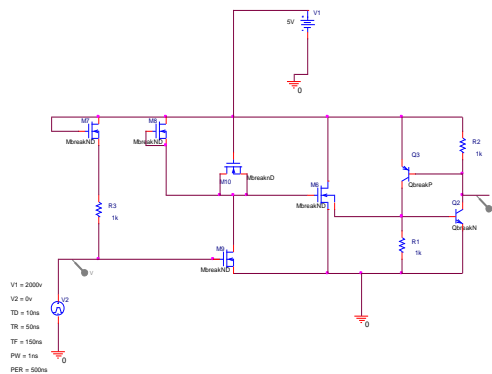 V1
5V
0
M7
MbreakND
M8
MbreakND
M10
MbreaknD
Q3
QbreakP
R2
1k
M6
MbreakND
Q2
QbreakN
R3
1k
R1
1k
M9
MbreakND
V
V2
0
0
V1 = 2000v
V2 = 0v
TD = 10ns
TR = 50ns
TF = 150ns
PW = 1ns
PER = 500ns